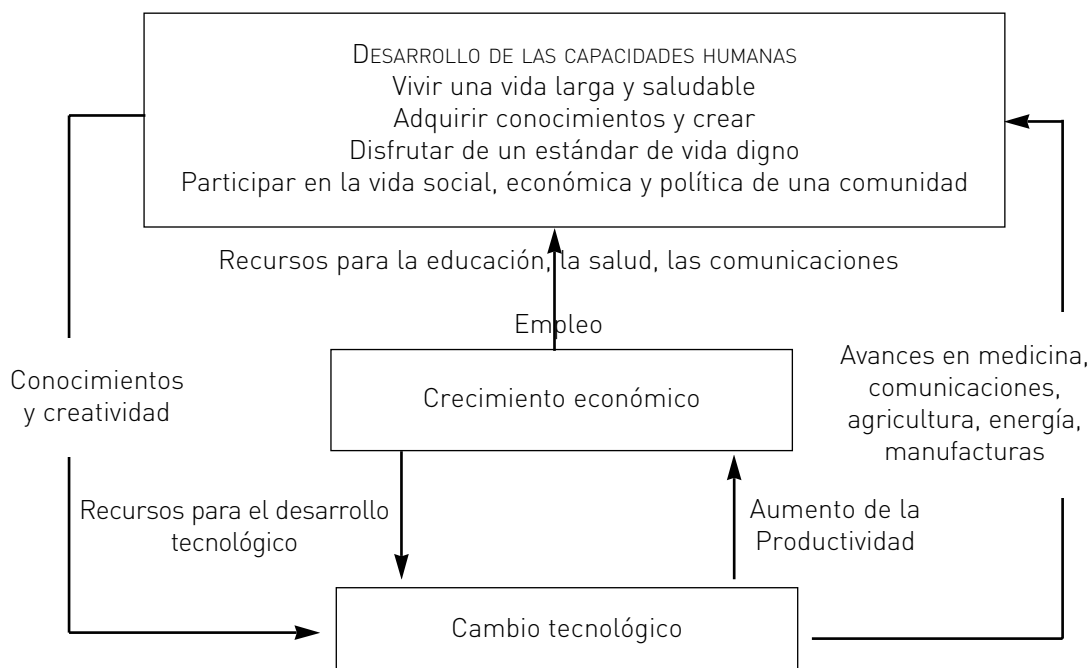 DESARROLLO DE LAS CAPACIDADES HUMANAS
Vivir una vida larga y saludable
Adquirir conocimientos y crear
Disfrutar de un estándar de vida digno
Participar en la vida social, económica y política de una comunidad
Recursos para la educación, la salud, las comunicaciones
Empleo
Conocimientos
y creatividad
Crecimiento económico
Avances en medicina,
comunicaciones,
agricultura, energía,
manufacturas
Recursos para el desarrollo
tecnológico
Aumento de la
Productividad
Cambio tecnológico